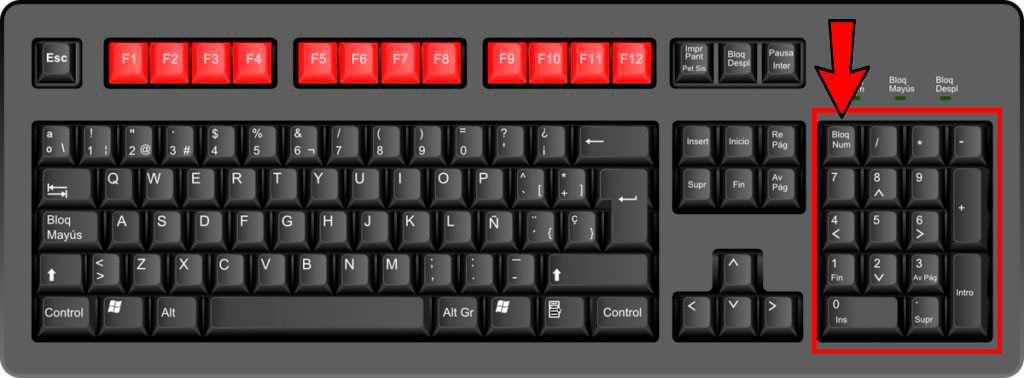 Esc F1 F2 F3 F4 F5 F6 F7 F8 F9 F10 F11 F12
Impr
Pant
Pet Sis
Bloq
Despl
Pausa
Inter
m
Bloq
Mayús
Bloq
Despl
a
º \
!
1 ¦
"
2 @
·
3 #
$
4
%
5
&
6 ¬
/
7
(
8
)
9
=
0
?
'
¿
¡
←
Insert Inicio
Re
Pág
Bloq
Num
/ * -
Q W E R T Y U I O P
^
` [
*
+ ]
Supr Fin
Av
Pág
7 8 9 +
Bloq
Mayús
A S D F G H J K L Ñ
¨
´ {
ç
}
4 5 6
<
>
Z X C V B N M
;
,
:
.
_
-
1
Fin
2
3
Av Pág
Intro
Control Alt Alt Gr Control
0
Ins
.
Supr